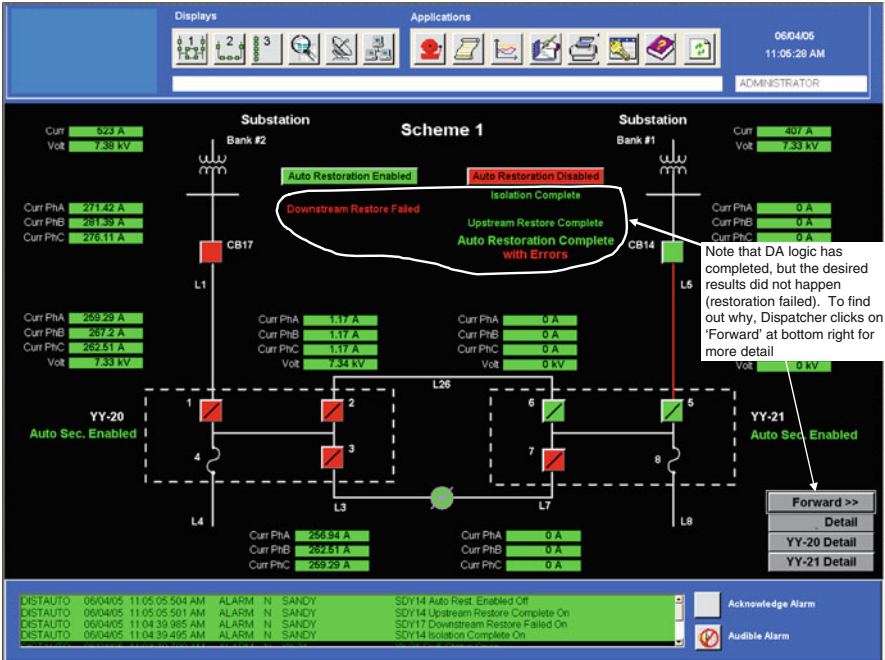 Displays
Applications
1
2
3
06/04/05
11:05:28 AM
ADMINISTRATOR
Substation
Bank #2
Scheme 1
Substation
Bank #1
Curr 523 A
Volt 7.38 kV
Curr 407 A
Volt 7.33 kV
Auto Restoration Enabled
Auto Restoration Disabled
Isolation Complete
Downstream Restore Failed
Upstream Restore Complete
Auto Restoration Complete
with Errors
Curr PhA 271.42 A
Curr PhB 281.39 A
Curr PhC 276.11 A
CB17
CB14
Curr PhA 0 A
Curr PhB 0 A
Curr PhC 0 A
Note that DA logic has
completed, but the desired
results did not happen
(restoration failed). To find
out why, Dispatcher clicks on
‘Forward’ at bottom right for
more detail
L1
L5
Curr PhA 259.29 A
Curr PhB 267.2 A
Curr PhC 262.51 A
Volt 7.33 kV
Curr PhA 1.17 A
Curr PhB 1.17 A
Curr PhC 1.17 A
Volt 7.34 kV
Curr PhA 0 A
Curr PhB 0 A
Curr PhC 0 A
Volt 0 kV
Volt 0 kV
L26
YY-20
Auto Sec. Enabled
1
2
3
4
6
5
7
8
YY-21
Auto Sec. Enabled
L4
L3
L7
L8
Curr PhA 256.94 A
Curr PhB 262.51 A
Curr PhC 259.29 A
Curr PhA 0 A
Curr PhB 0 A
Curr PhC 0 A
Forward >>
Detail
YY-20 Detail
YY-21 Detail
DISTAUTO 06/04/05 11:05:05.504 AM ALARM N SANDY SDY14 Auto Rest. Enabled Off
DISTAUTO 06/04/05 11:05:05.501 AM ALARM N SANDY SDY14 Upstream Restore Complete On
DISTAUTO 06/04/05 11:04:39.985 AM ALARM N SANDY SDY17 Downstream Restore Failed On
DISTAUTO 06/04/05 11:04:39.495 AM ALARM N SANDY SDY14 Isolation Complete On
Acknowledge Alarm
Audible Alarm